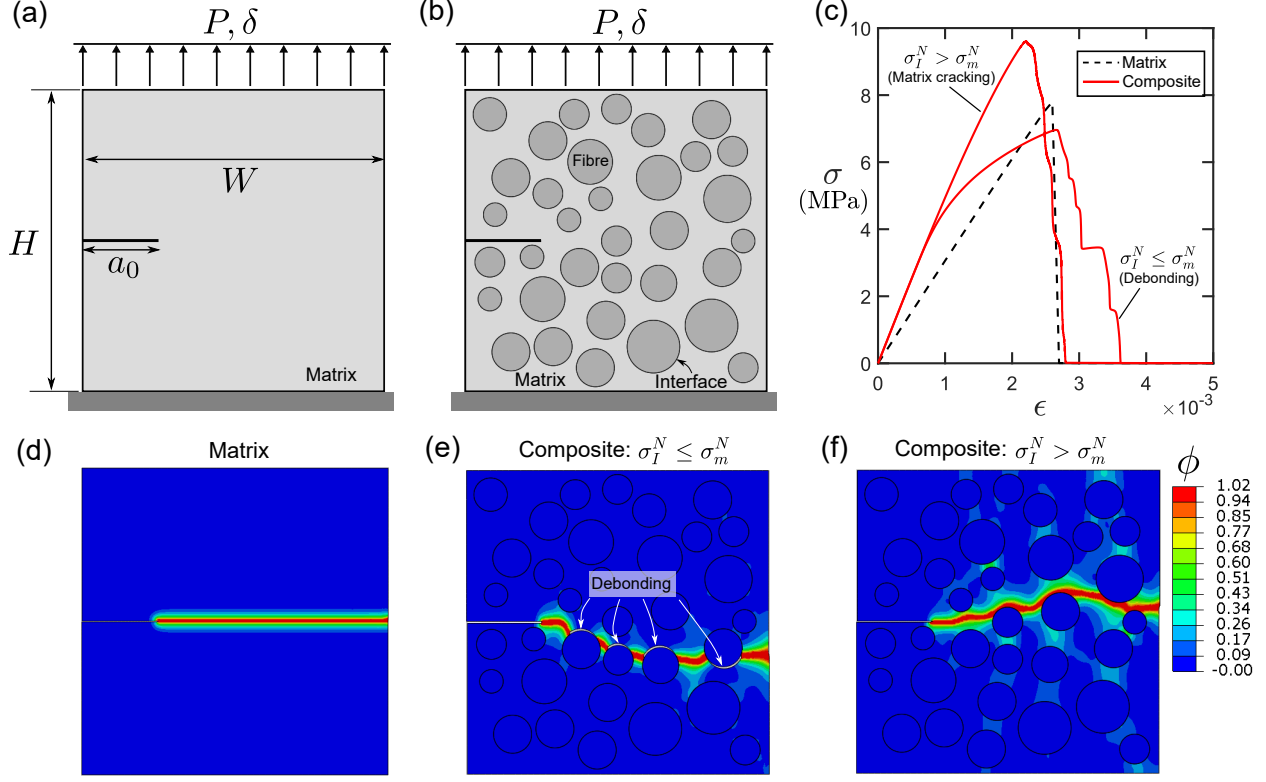 (a)
P, δ
W
H
a₀
Matrix
(b)
P, δ
Fibre
Matrix
Interface
(c)
10
8
6
4
2
0
σ
(MPa)
σ_I^N > σ_m^N
(Matrix cracking)
Matrix
Composite
σ_I^N ≤ σ_m^N
(Debonding)
0
1
2
3
4
5
ϵ
×10⁻³
(d)
Matrix
(e)
Composite: σ_I^N ≤ σ_m^N
Debonding
(f)
Composite: σ_I^N > σ_m^N
ϕ
1.02
0.94
0.85
0.77
0.68
0.60
0.51
0.43
0.34
0.26
0.17
0.09
-0.00